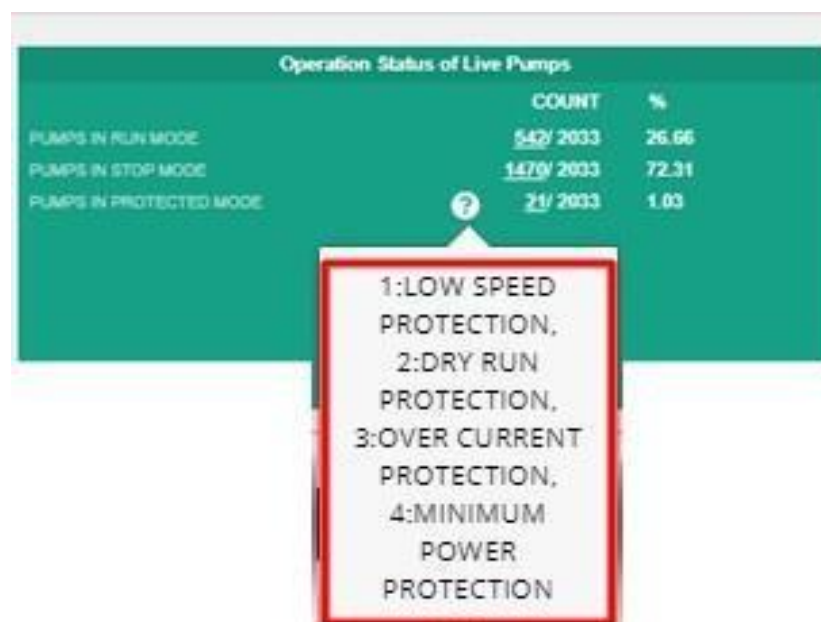 Operation Status of Live Pumps
COUNT %
PUMPS IN RUN MODE 542/ 2033 26.66
PUMPS IN STOP MODE 1470/ 2033 72.31
PUMPS IN PROTECTED MODE ? 21/ 2033 1.03
1:LOW SPEED
PROTECTION,
2:DRY RUN
PROTECTION,
3:OVER CURRENT
PROTECTION,
4:MINIMUM
POWER
PROTECTION